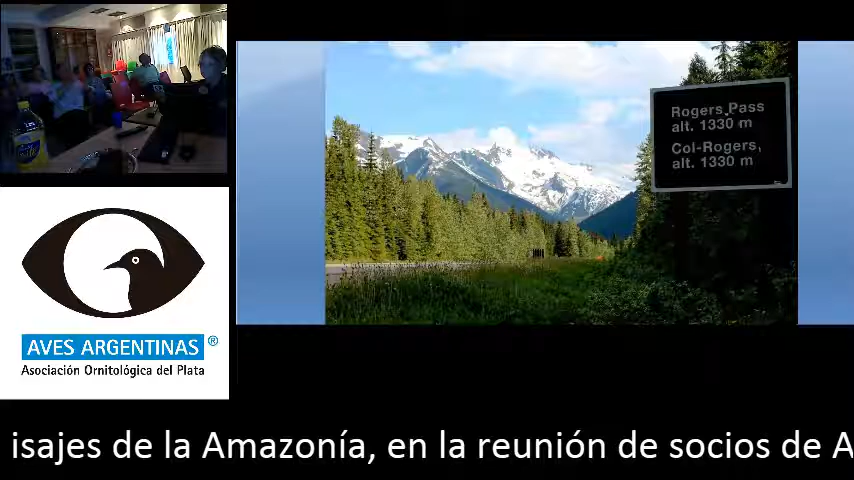 Rogers Pass
alt. 1330 m
Col-Rogers,
alt. 1330 m
AVES ARGENTINAS ®
Asociación Ornitológica del Plata
isajes de la Amazonía, en la reunión de socios de A